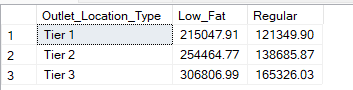 Outlet_Location_Type Low_Fat Regular
1 Tier 1 215047.91 121349.90
2 Tier 2 254464.77 138685.87
3 Tier 3 306806.99 165326.03